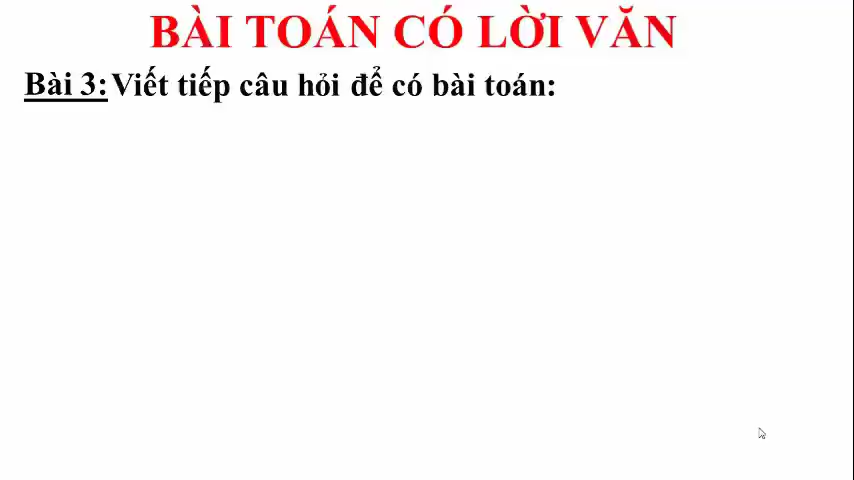 BÀI TOÁN CÓ LỜI VĂN
Bài 3: Viết tiếp câu hỏi để có bài toán: